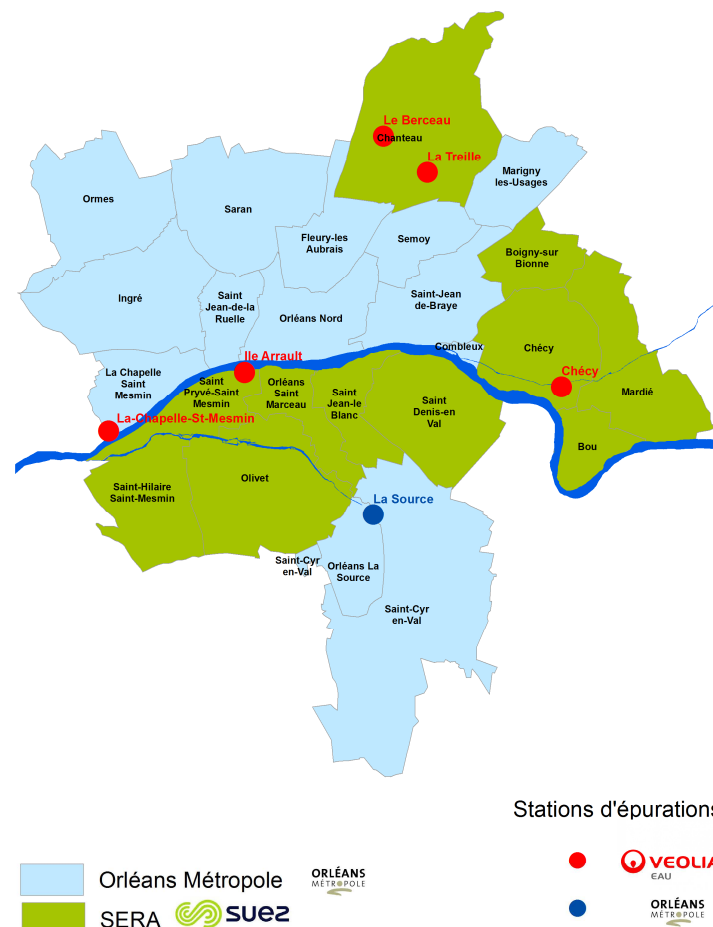 Le Berceau
Chanteau
La Treille
Marigny
les-Usages
Ormes
Saran
Fleury-les
Aubrais
Semoy
Boigny-sur
Bionne
Ingré
Saint
Jean-de-la
Ruelle
Orléans Nord
Saint-Jean
de-Braye
Combleux
Chécy
Ile Arrault
La Chapelle
Saint
Mesmin
Saint
Pryvé-Saint
Mesmin
Orléans
Saint
Marceau
Saint
Jean-le
Blanc
Saint
Denis-en
Val
Chécy
Mardié
La-Chapelle-St-Mesmin
Bou
Saint-Hilaire
Saint-Mesmin
Olivet
La Source
Saint-Cyr
en-Val
Orléans La
Source
Saint-Cyr
en-Val
Stations d'épurations
Orléans Métropole
ORLÉANS
MÉTROPOLE
VEOLIA
EAU
SERA
suez
ORLÉANS
MÉTROPOLE